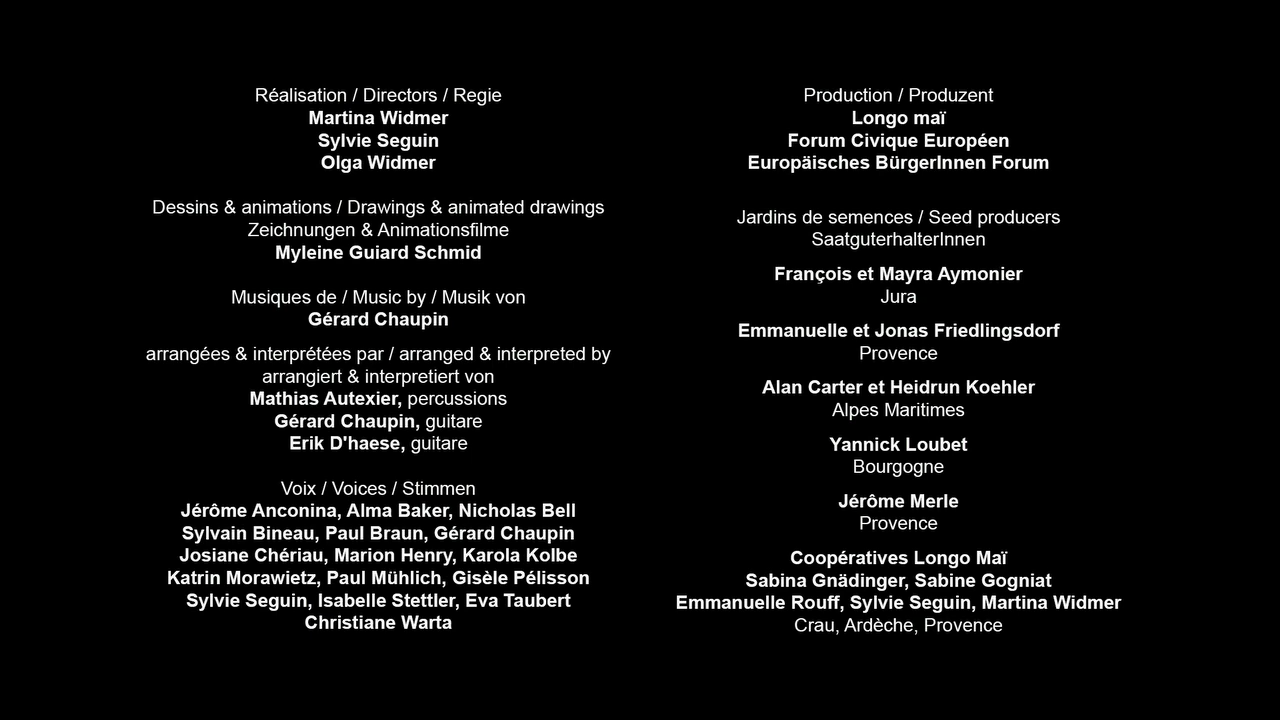 Réalisation / Directors / Regie
Martina Widmer
Sylvie Seguin
Olga Widmer
Dessins & animations / Drawings & animated drawings
Zeichnungen & Animationsfilme
Myleine Guiard Schmid
Musiques de / Music by / Musik von
Gérard Chaupin
arrangées & interprétées par / arranged & interpreted by
arrangiert & interpretiert von
Mathias Autexier, percussions
Gérard Chaupin, guitare
Erik D'haese, guitare
Voix / Voices / Stimmen
Jérôme Anconina, Alma Baker, Nicholas Bell
Sylvain Bineau, Paul Braun, Gérard Chaupin
Josiane Chériau, Marion Henry, Karola Kolbe
Katrin Morawietz, Paul Mühlich, Gisèle Pélisson
Sylvie Seguin, Isabelle Stettler, Eva Taubert
Christiane Warta
Production / Produzent
Longo maï
Forum Civique Européen
Europäisches BürgerInnen Forum
Jardins de semences / Seed producers
SaatguterhalterInnen
François et Mayra Aymonier
Jura
Emmanuelle et Jonas Friedlingsdorf
Provence
Alan Carter et Heidrun Koehler
Alpes Maritimes
Yannick Loubet
Bourgogne
Jérôme Merle
Provence
Coopératives Longo Maï
Sabina Gnädinger, Sabine Gogniat
Emmanuelle Rouff, Sylvie Seguin, Martina Widmer
Crau, Ardèche, Provence